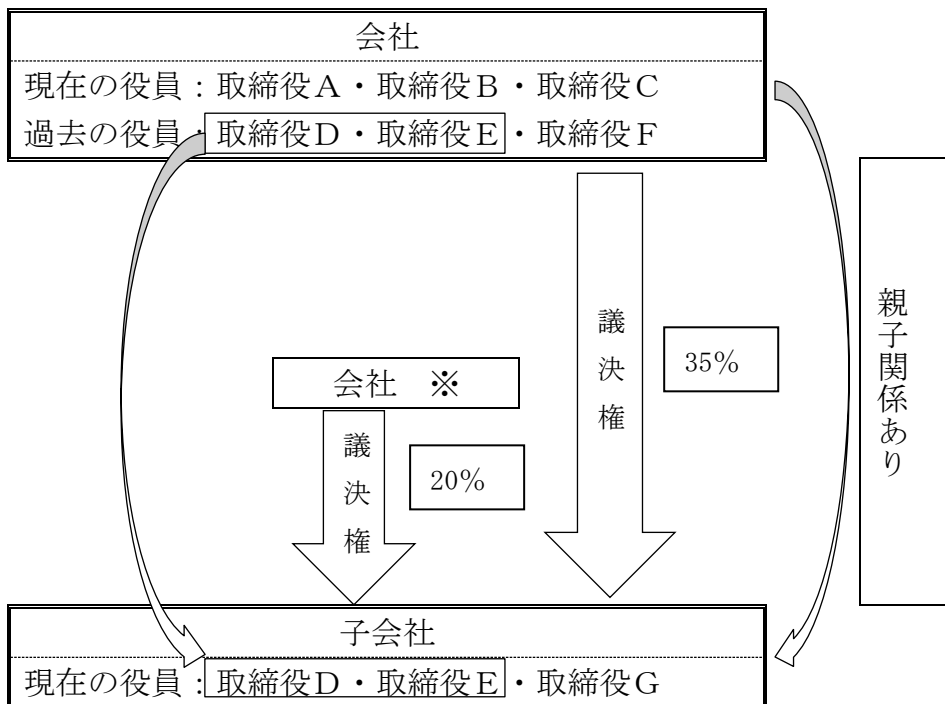 会社
現在の役員：取締役A・取締役B・取締役C
過去の役員：取締役D・取締役E・取締役F
議決権
35%
親子関係あり
会社　※
議決権
20%
子会社
現在の役員：取締役D・取締役E・取締役G